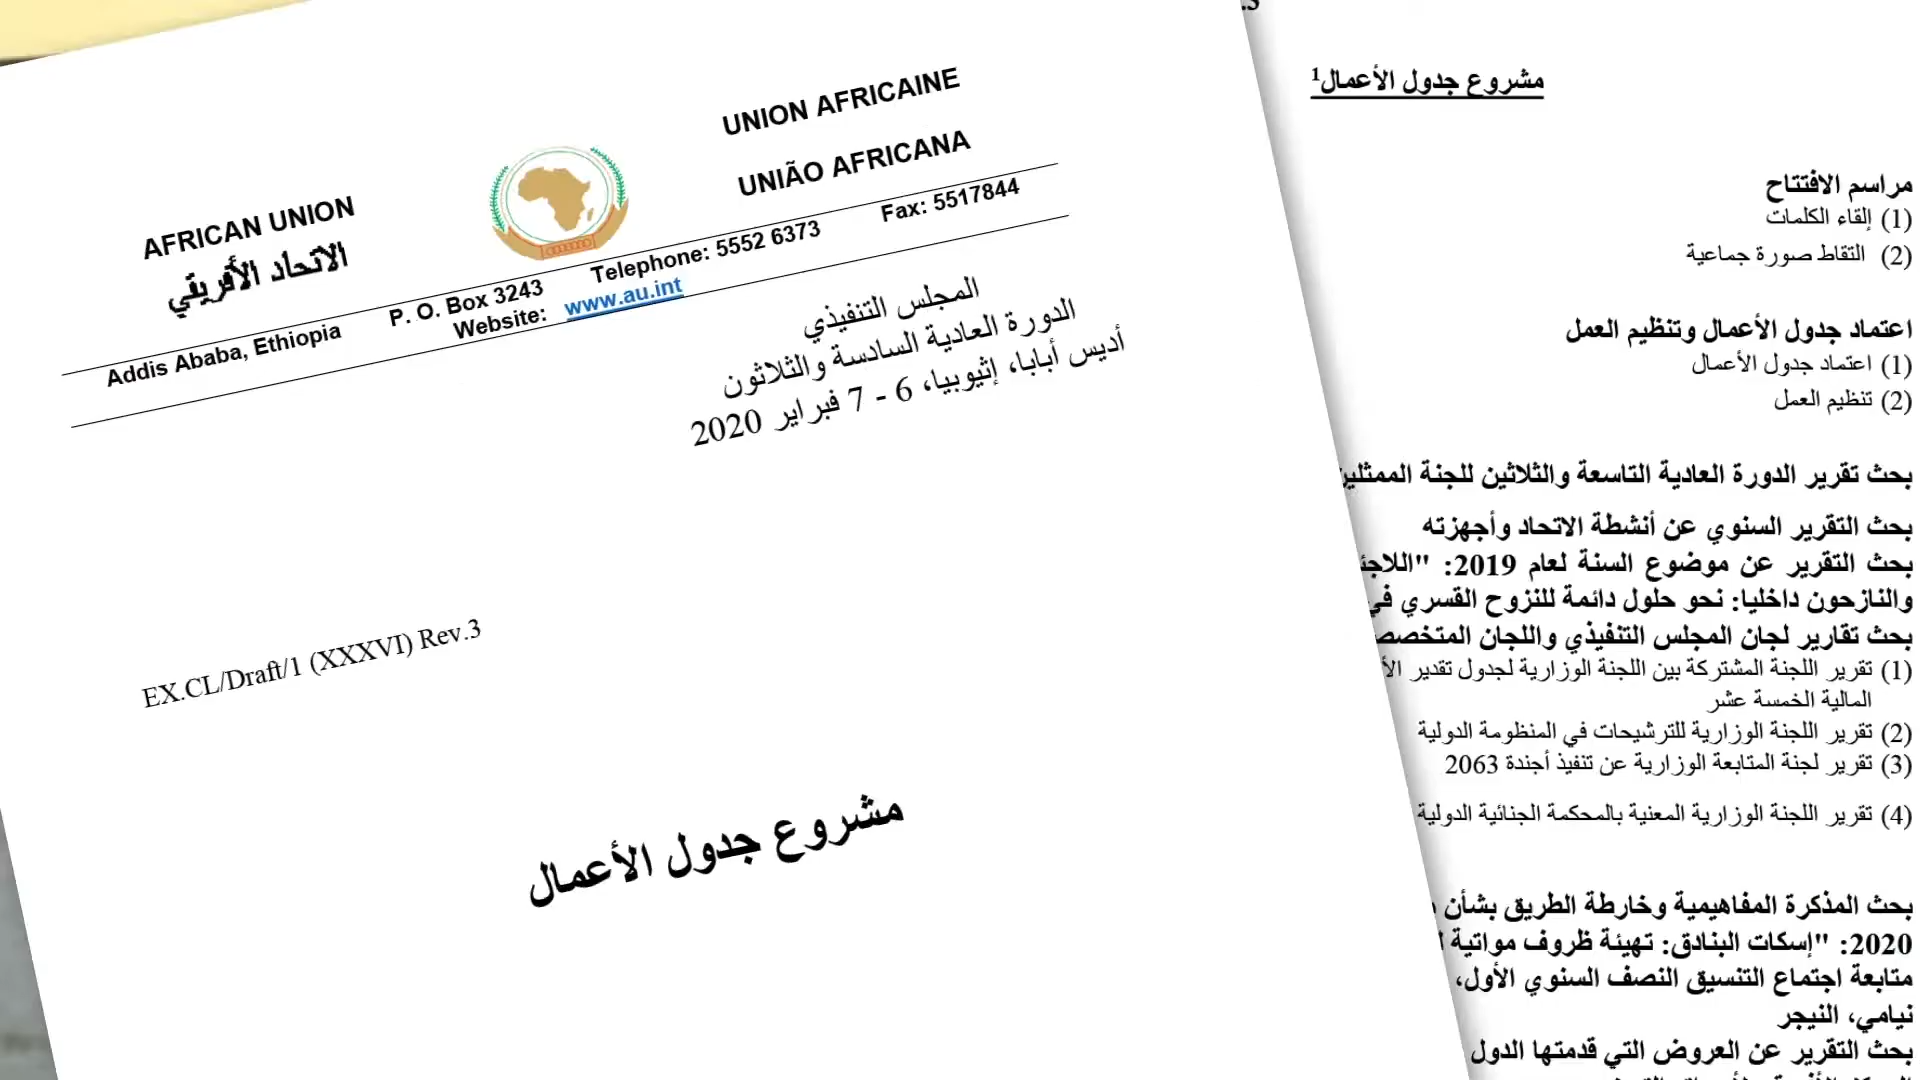 AFRICAN UNION
الاتحاد الأفريقي
UNION AFRICAINE
UNIÃO AFRICANA
Addis Ababa, Ethiopia P. O. Box 3243 Telephone: 5552 6373 Fax: 5517844
Website: www.au.int
المجلس التنفيذي
الدورة العادية السادسة والثلاثون
أديس أبابا، إثيوبيا، 6 - 7 فبراير 2020
EX.CL/Draft/1 (XXXVI) Rev.3
مشروع جدول الأعمال
مشروع جدول الأعمال1
مراسم الافتتاح
(1) إلقاء الكلمات
(2) التقاط صورة جماعية
اعتماد جدول الأعمال وتنظيم العمل
(1) اعتماد جدول الأعمال
(2) تنظيم العمل
بحث تقرير الدورة العادية التاسعة والثلاثين للجنة
بحث التقرير السنوي عن أنشطة الاتحاد وأجهزته
بحث التقرير عن موضوع السنة لعام 2019:
والنازحون داخليا: نحو حلول دائمة للنزوح القسري في
بحث تقارير لجان المجلس التنفيذي واللجان
(1) تقرير اللجنة المشتركة بين اللجنة الوزارية لجدول تقدير
المالية الخمسة عشر
(2) تقرير اللجنة الوزارية للترشيحات في المنظومة الدولية
(3) تقرير لجنة المتابعة الوزارية عن تنفيذ أجندة 2063
(4) تقرير اللجنة الوزارية المعنية بالمحكمة الجنائية الدولية
بحث المذكرة المفاهيمية وخارطة الطريق بشأن
2020: "إسكات البنادق: تهيئة ظروف مواتية
متابعة اجتماع التنسيق النصف السنوي الأول،
نيامي، النيجر
بحث التقرير عن العروض التي قدمتها الدول